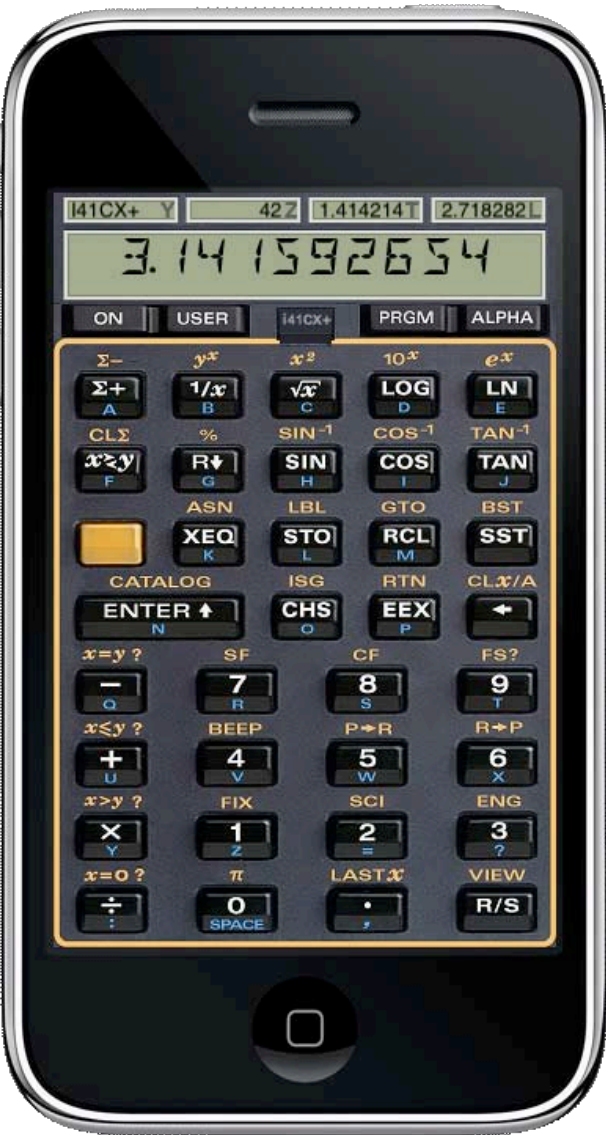 I41CX+ Y 42 Z 1.414214 T 2.718282 L
3.141592654
ON USER i41CX+ PRGM ALPHA
Σ− yˣ x² 10ˣ eˣ
Σ+ 1/x √x LOG LN
A B C D E
CLΣ % SIN⁻¹ COS⁻¹ TAN⁻¹
x≷y R↓ SIN COS TAN
F G H I J
ASN LBL GTO BST
XEQ STO RCL SST
K L M
CATALOG ISG RTN CLx/A
ENTER↑ CHS EEX ←
N O P
x=y? SF CF FS?
− 7 8 9
Q R S T
x≤y? BEEP P→R R→P
+ 4 5 6
U V W X
x>y? FIX SCI ENG
× 1 2 3
Y Z = ?
x=0? π LASTx VIEW
÷ 0 . R/S
: SPACE ,